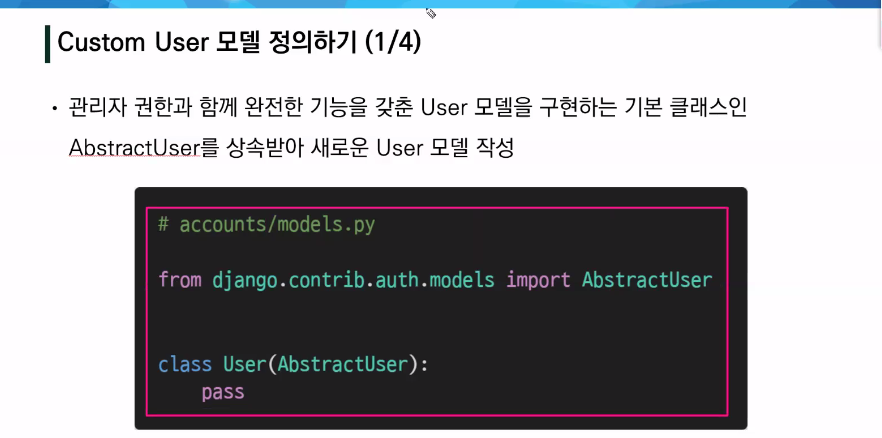 Custom User 모델 정의하기 (1/4)
• 관리자 권한과 함께 완전한 기능을 갖춘 User 모델을 구현하는 기본 클래스인
AbstractUser를 상속받아 새로운 User 모델 작성
# accounts/models.py
from django.contrib.auth.models import AbstractUser
class User(AbstractUser):
    pass